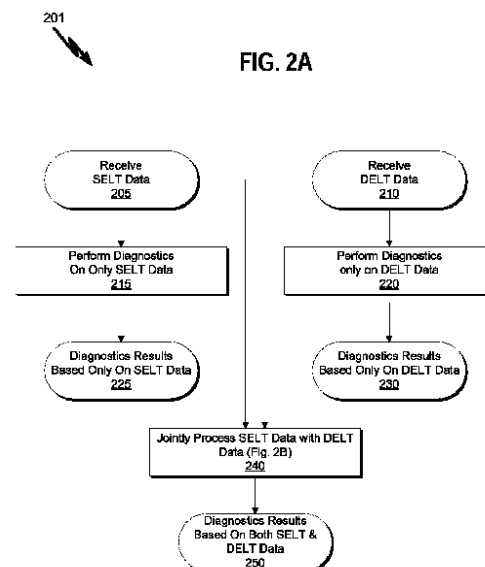 201
FIG. 2A
Receive
SELT Data
205
Receive
DELT Data
210
Perform Diagnostics
On Only SELT Data
215
Perform Diagnostics
only on DELT Data
220
Diagnostics Results
Based Only On SELT Data
225
Diagnostics Results
Based Only On DELT Data
230
Jointly Process SELT Data with DELT
Data (Fig. 2B)
240
Diagnostics Results
Based On Both SELT &
DELT Data
250